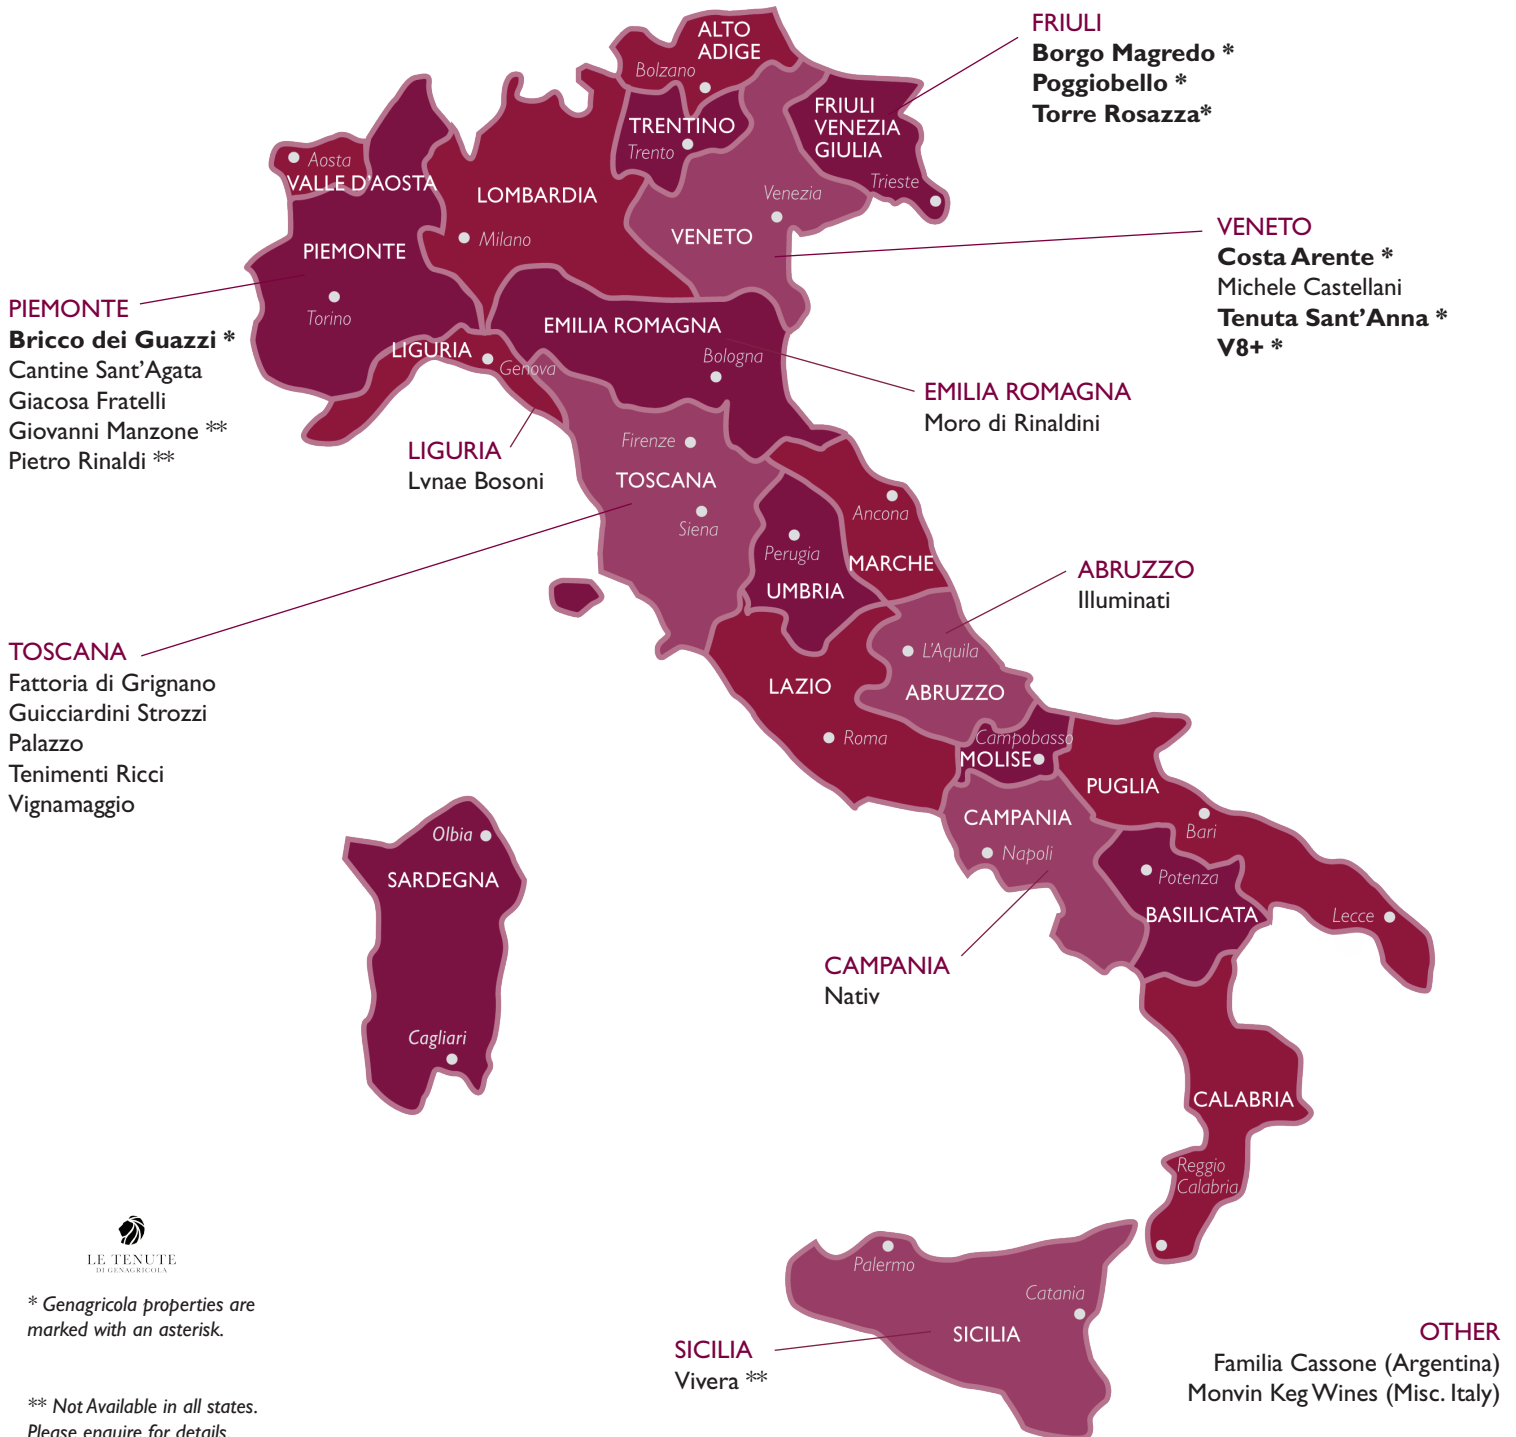 ALTO
ADIGE
Bolzano
TRENTINO
Trento
FRIULI
VENEZIA
GIULIA
Trieste
FRIULI
Borgo Magredo *
Poggiobello *
Torre Rosazza*
Aosta
VALLE D'AOSTA
LOMBARDIA
Milano
Venezia
VENETO
VENETO
Costa Arente *
Michele Castellani
Tenuta Sant'Anna *
V8+ *
PIEMONTE
Torino
PIEMONTE
Bricco dei Guazzi *
Cantine Sant'Agata
Giacosa Fratelli
Giovanni Manzone **
Pietro Rinaldi **
EMILIA ROMAGNA
Bologna
LIGURIA
Genova
EMILIA ROMAGNA
Moro di Rinaldini
LIGURIA
Lvnae Bosoni
Firenze
TOSCANA
Siena
Ancona
MARCHE
Perugia
UMBRIA
ABRUZZO
Illuminati
TOSCANA
Fattoria di Grignano
Guicciardini Strozzi
Palazzo
Tenimenti Ricci
Vignamaggio
L'Aquila
ABRUZZO
LAZIO
Roma
Campobasso
MOLISE
PUGLIA
Bari
CAMPANIA
Napoli
Potenza
BASILICATA
Lecce
Olbia
SARDEGNA
Cagliari
CAMPANIA
Nativ
CALABRIA
Reggio
Calabria
LE TENUTE
DI GENAGRICOLA
* Genagricola properties are
marked with an asterisk.
** Not Available in all states.
Please enquire for details
Palermo
Catania
SICILIA
SICILIA
Vivera **
OTHER
Familia Cassone (Argentina)
Monvin Keg Wines (Misc. Italy)